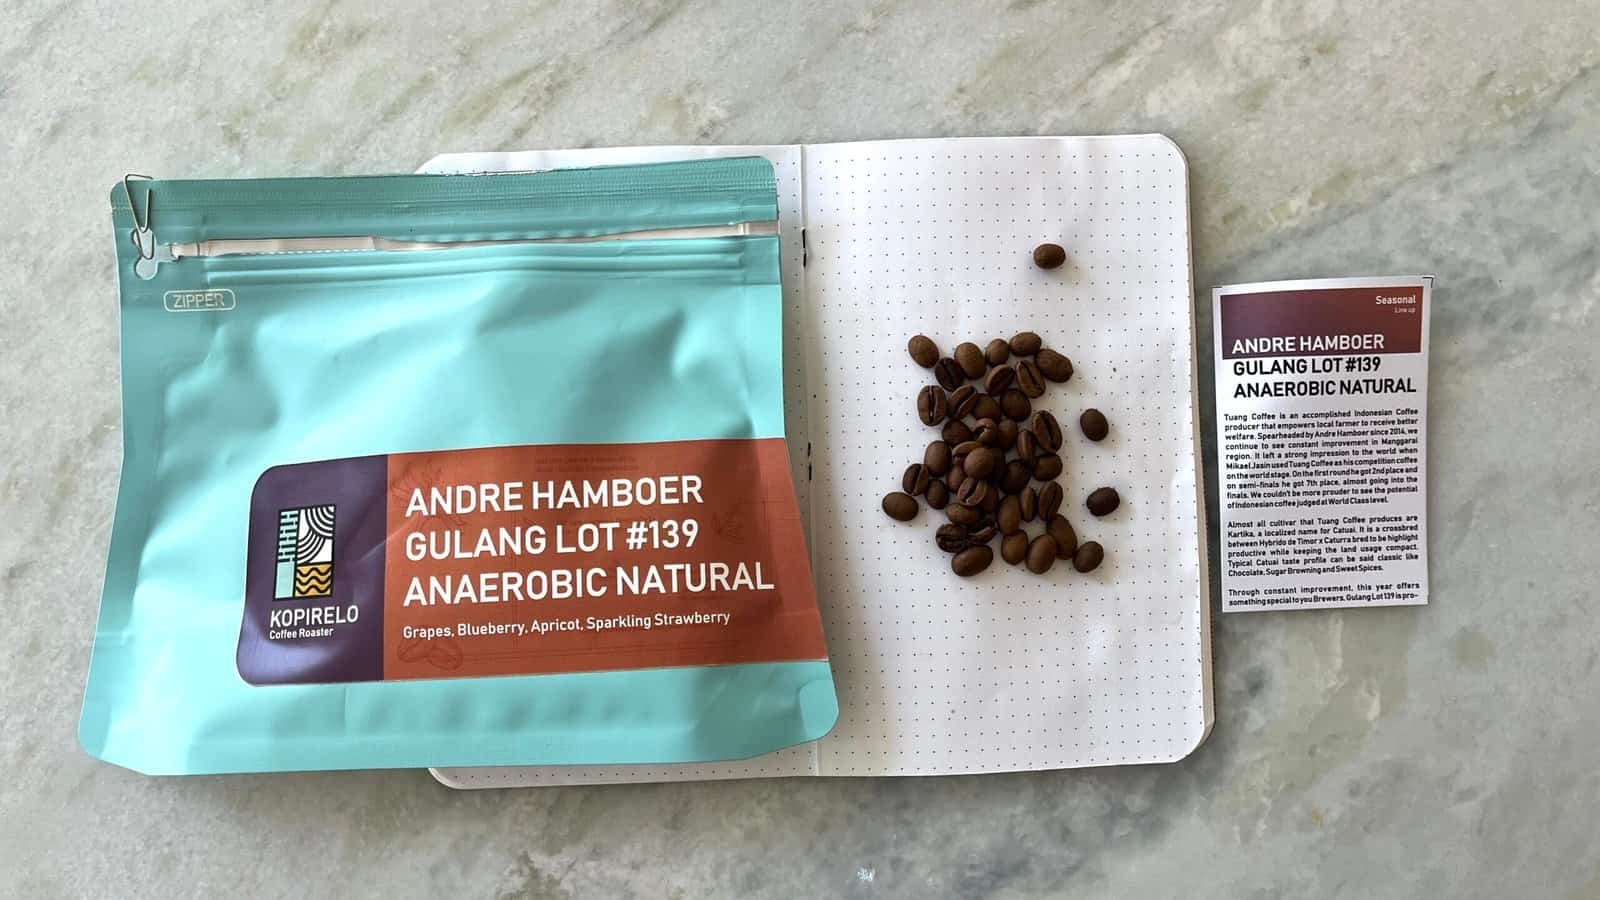 ZIPPER
ANDRE HAMBOER
GULANG LOT #139
ANAEROBIC NATURAL
Grapes, Blueberry, Apricot, Sparkling Strawberry
KOPIRELO
Coffee Roaster
Seasonal
Line up
ANDRE HAMBOER
GULANG LOT #139
ANAEROBIC NATURAL
Tuang Coffee is an accomplished Indonesian Coffee
producer that empowers local farmer to receive better
welfare. Spearheaded by Andre Hamboer since 2014, we
continue to see constant improvement in Manggarai
region. It left a strong impression to the world when
Mikael Jasin used Tuang Coffee as his competition coffee
on the world stage. On the first round he got 2nd place and
on semi-finals he got 7th place, almost going into the
finals. We couldn't be more prouder to see the potential
of Indonesian coffee judged at World Class level.
Almost all cultivar that Tuang Coffee produces are
Kartika, a localized name for Catuai. It is a crossbred
between Hybrido de Timor x Caturra bred to be highlight
productive while keeping the land usage compact.
Typical Catuai taste profile can be said classic like
Chocolate, Sugar Browning and Sweet Spices.
Through constant improvement, this year offers
something special to you Brewers, Gulang Lot 139 is pro-